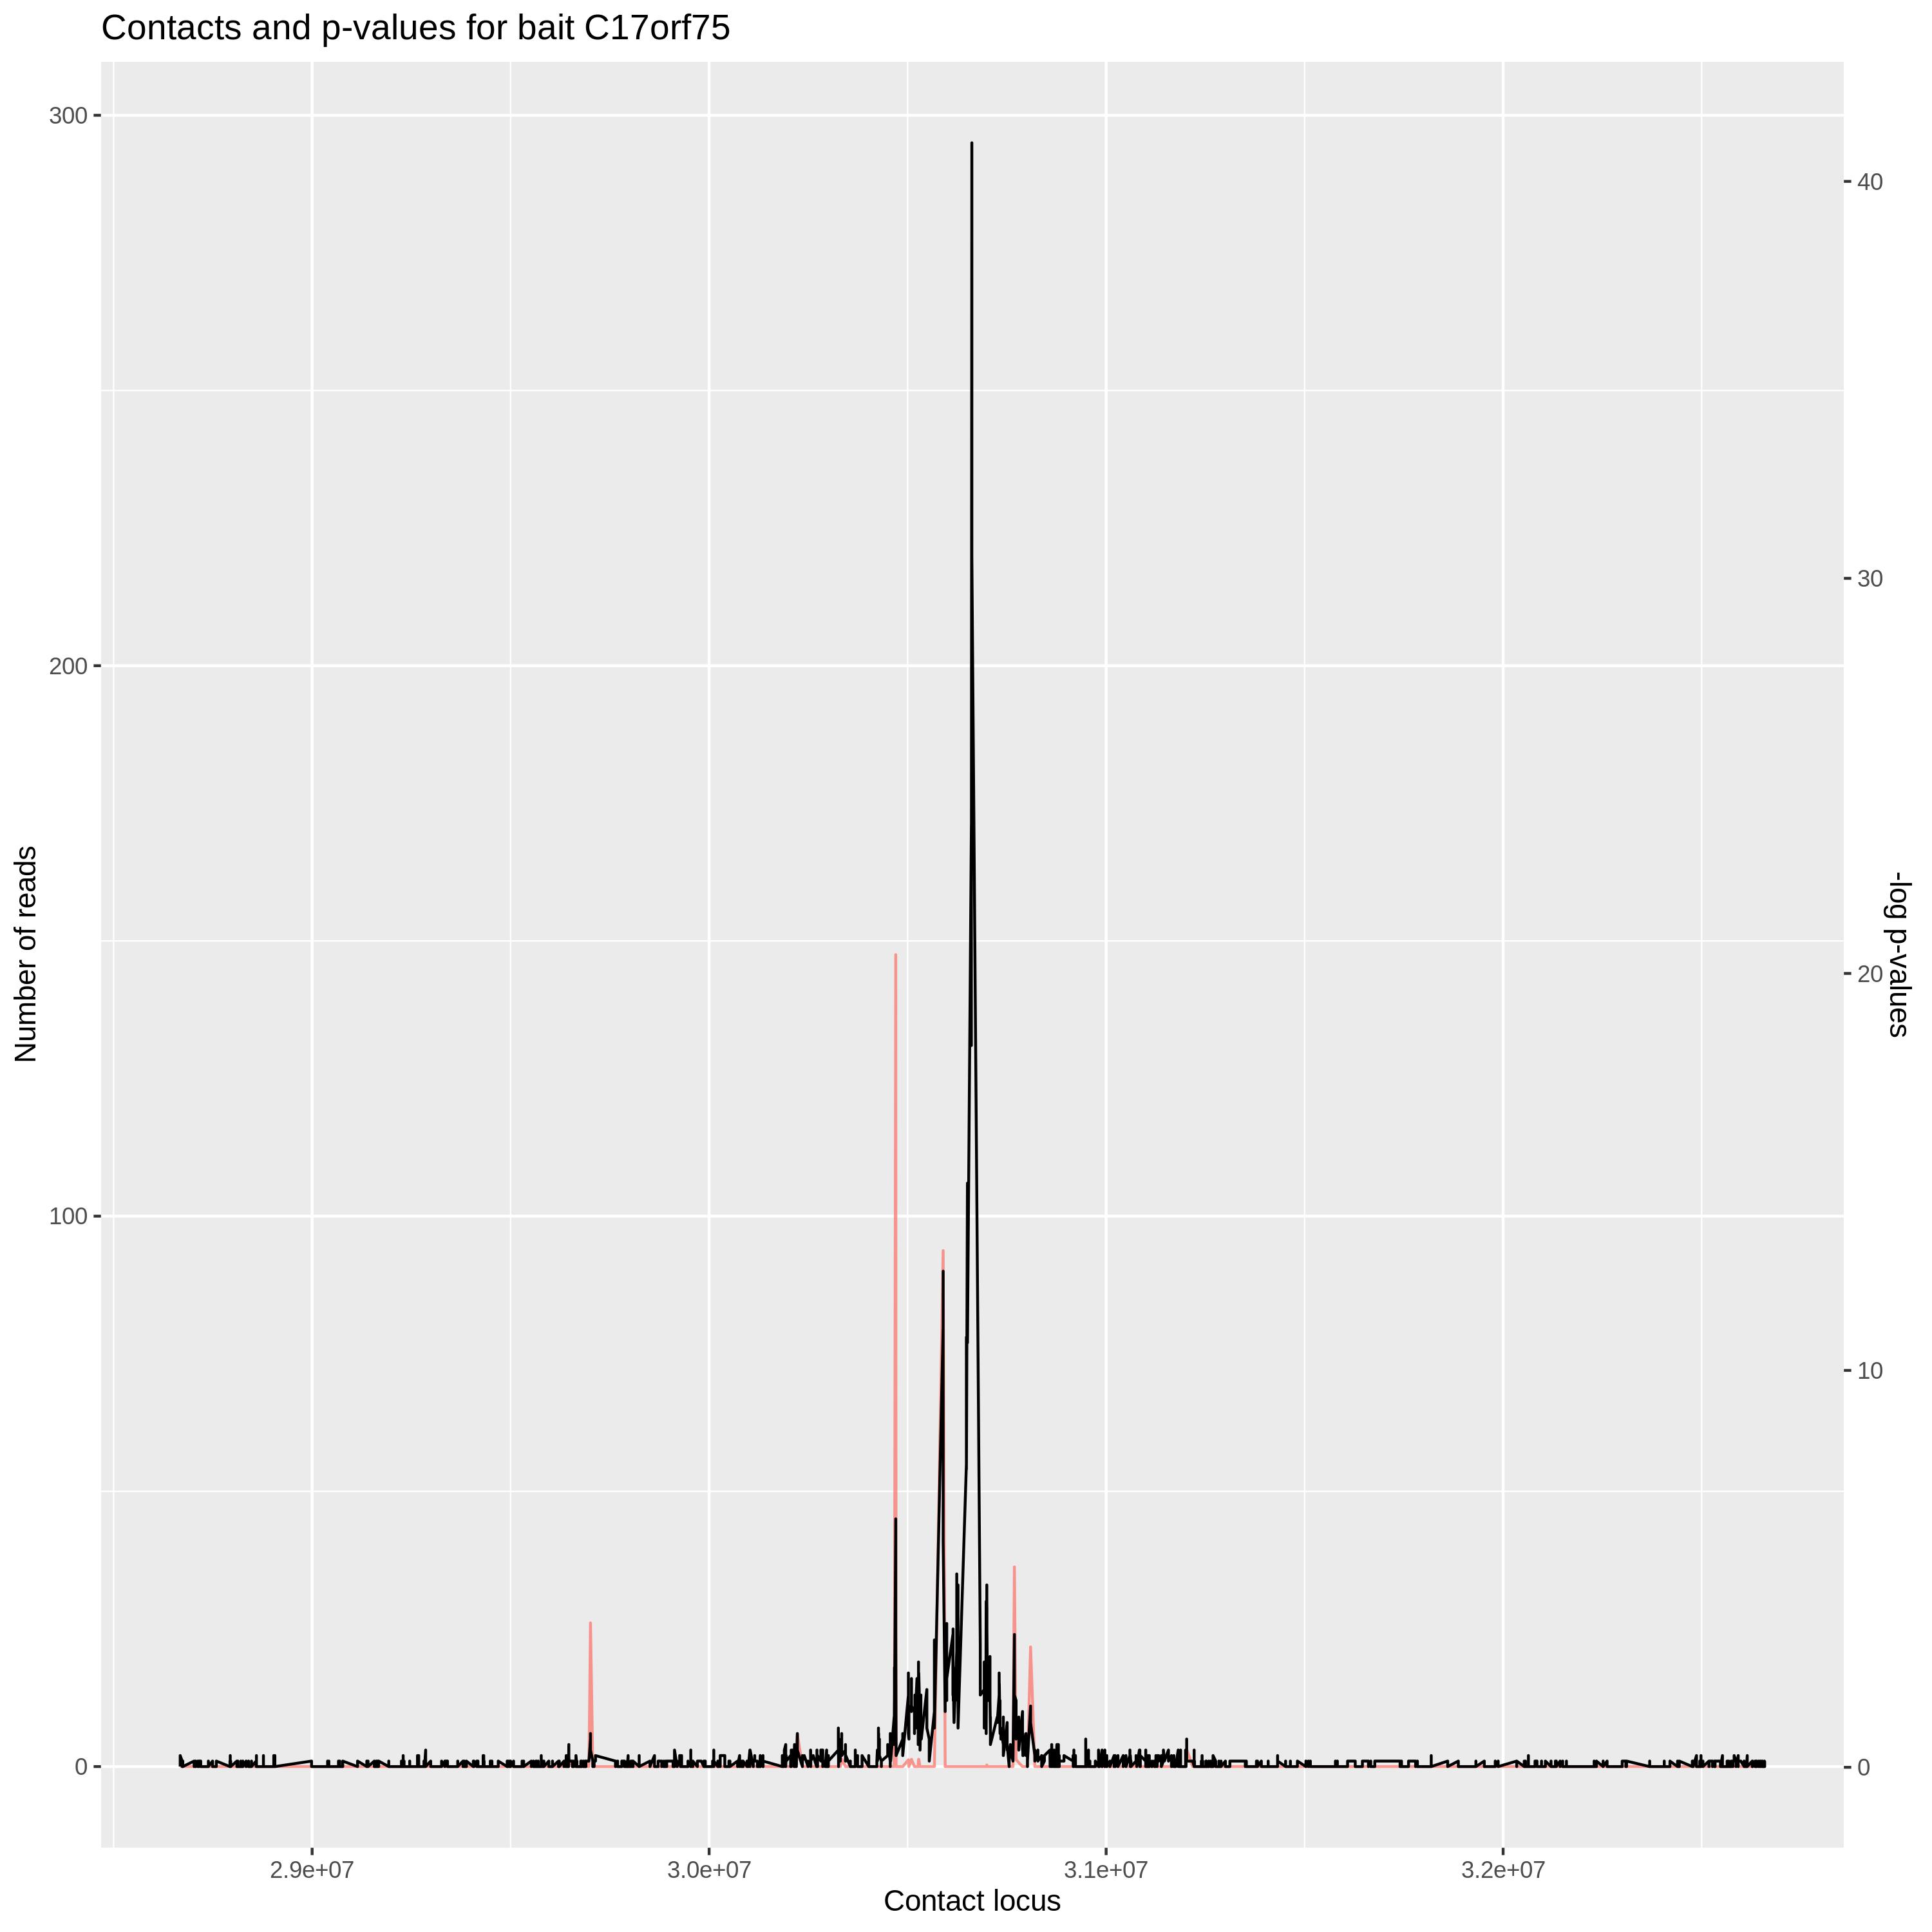 Contacts and p-values for bait C17orf75
300
200
100
0
Number of reads
40
30
20
10
0
-log p-values
2.9e+07
3.0e+07
3.1e+07
3.2e+07
Contact locus